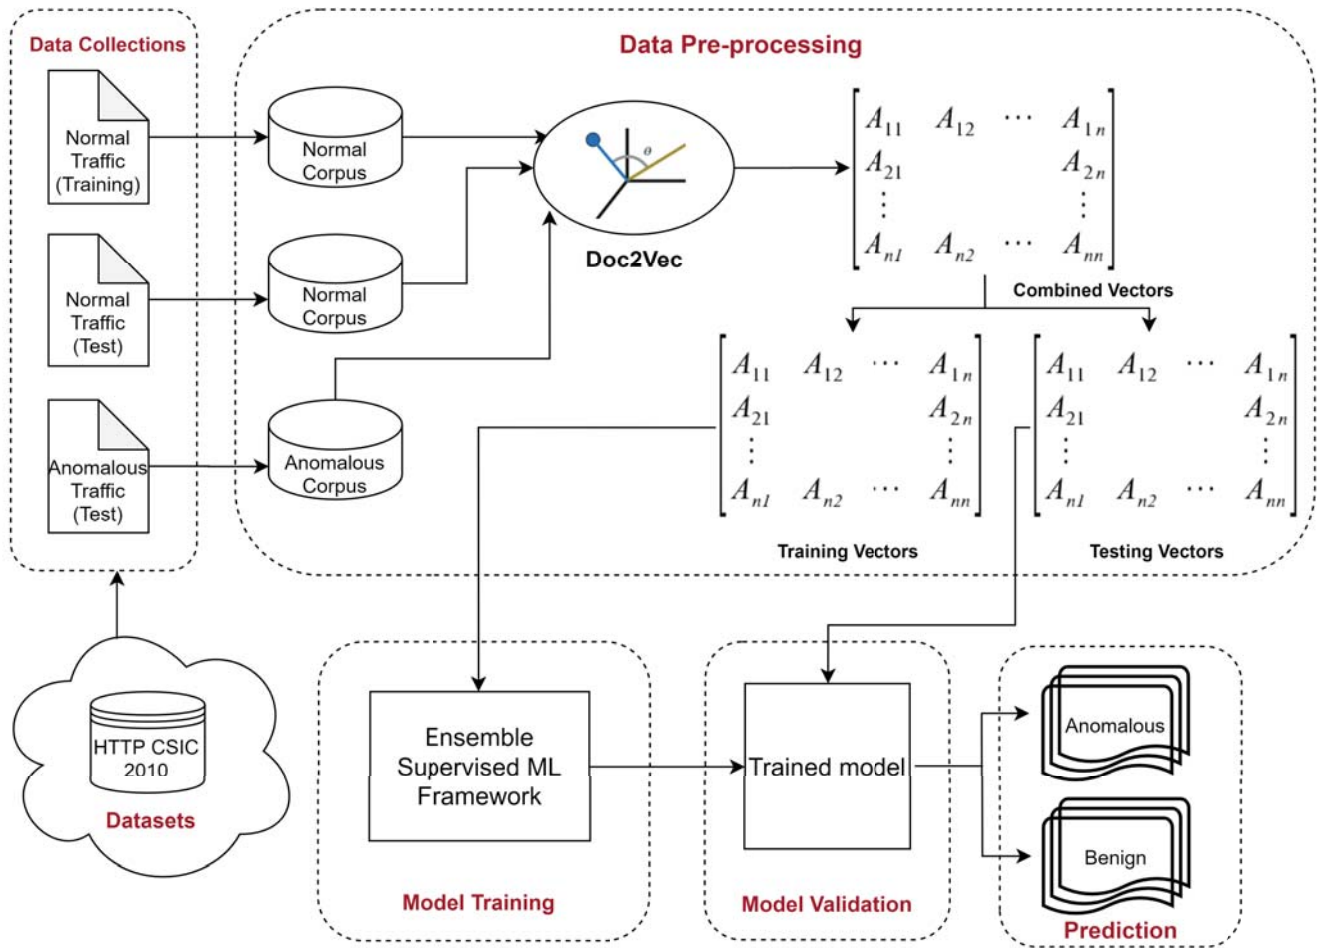 Data Collections
Data Pre-processing
Normal
Traffic
(Training)
Normal
Corpus
θ
Doc2Vec
A11 A12 ⋯ A1n
A21 A2n
⋮ ⋮
An1 An2 ⋯ Ann
Combined Vectors
Normal
Traffic
(Test)
Normal
Corpus
Anomalous
Traffic
(Test)
Anomalous
Corpus
A11 A12 ⋯ A1n
A21 A2n
⋮ ⋮
An1 An2 ⋯ Ann
Training Vectors
A11 A12 ⋯ A1n
A21 A2n
⋮ ⋮
An1 An2 ⋯ Ann
Testing Vectors
HTTP CSIC
2010
Datasets
Ensemble
Supervised ML
Framework
Model Training
Trained model
Model Validation
Anomalous
Benign
Prediction